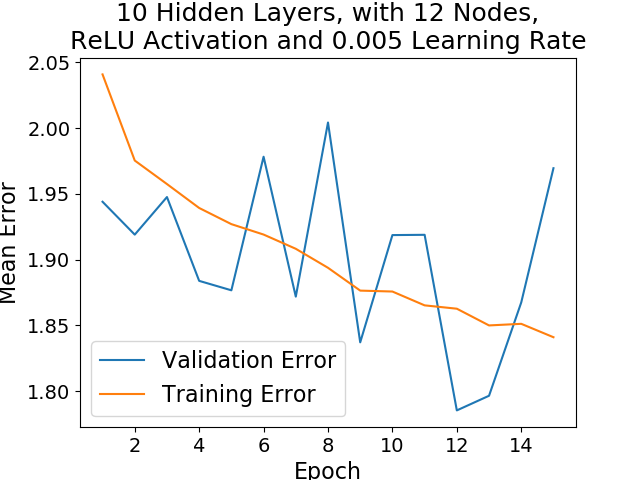 10 Hidden Layers, with 12 Nodes,
ReLU Activation and 0.005 Learning Rate
2.05
2.00
1.95
1.90
1.85
1.80
Mean Error
Validation Error
Training Error
2 4 6 8 10 12 14
Epoch